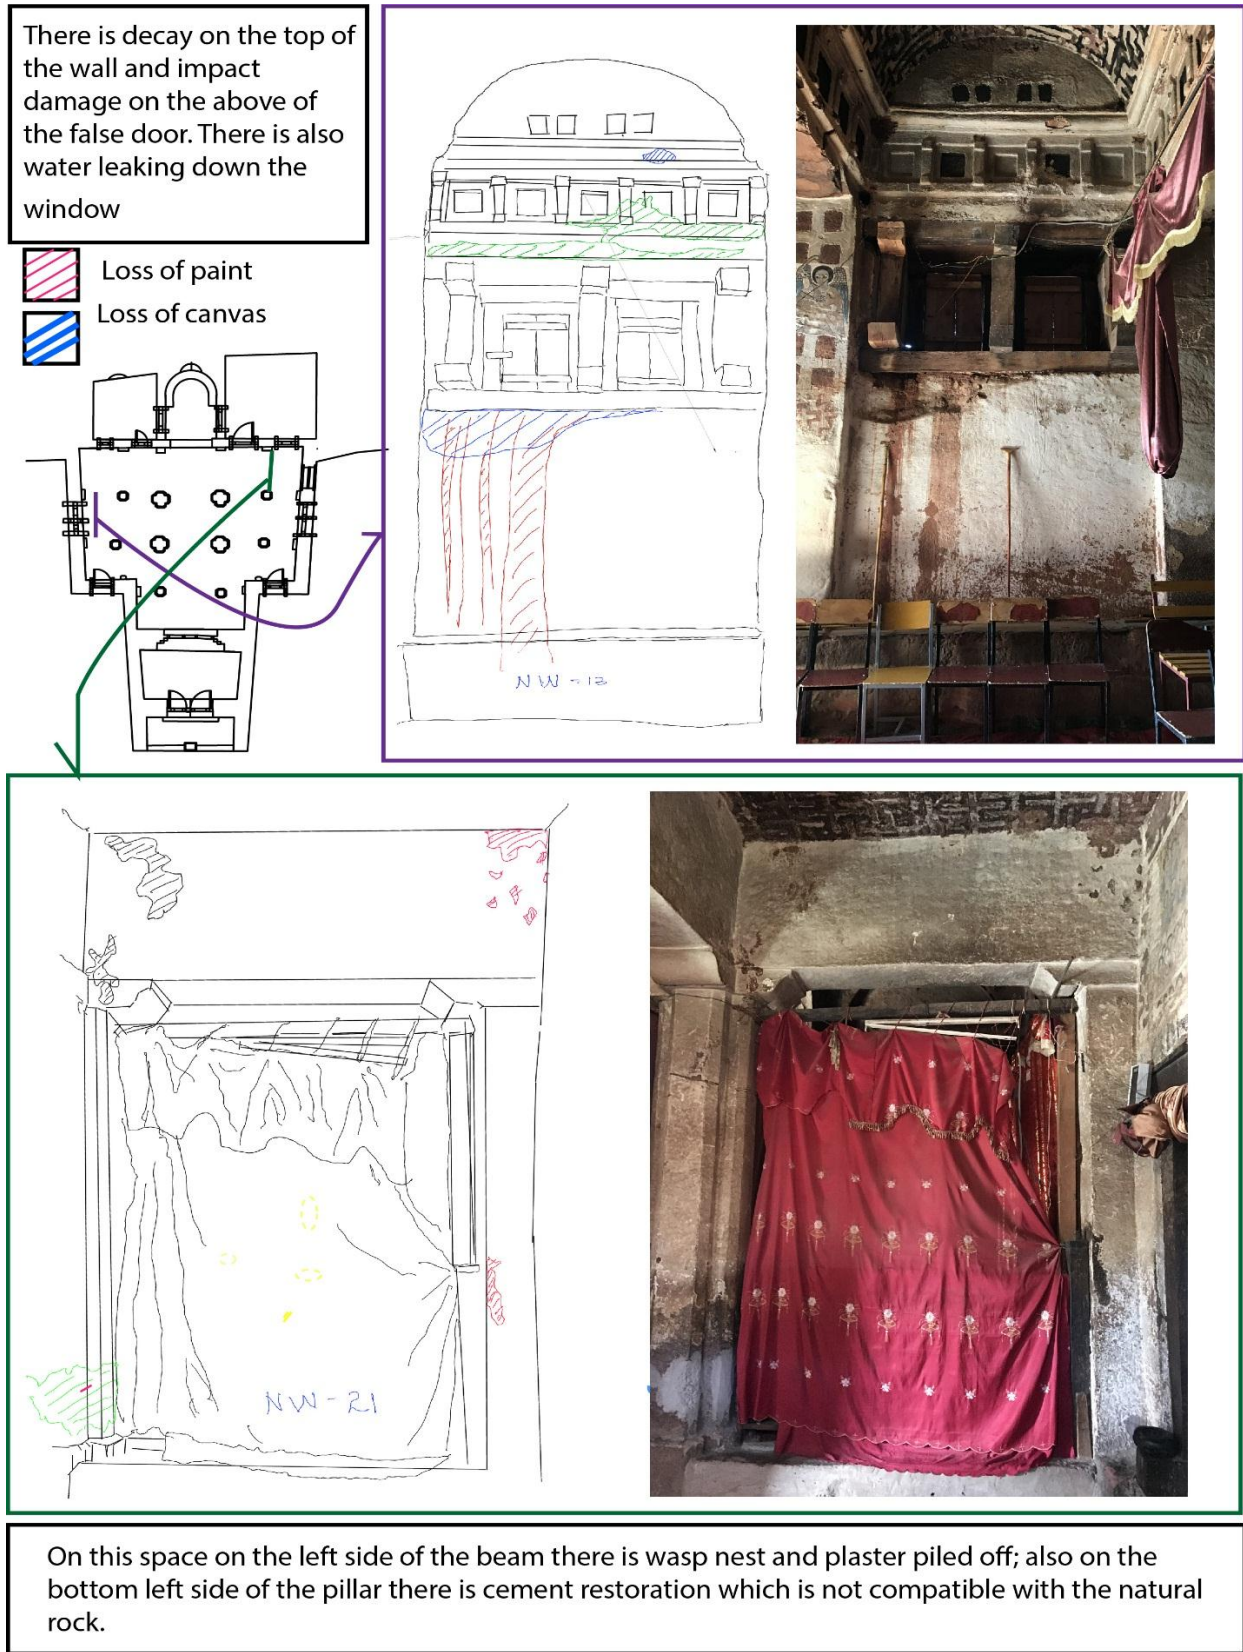 There is decay on the top of
the wall and impact
damage on the above of
the false door. There is also
water leaking down the
window
Loss of paint
Loss of canvas
NW-13
NW-21
On this space on the left side of the beam there is wasp nest and plaster piled off; also on the
bottom left side of the pillar there is cement restoration which is not compatible with the natural
rock.